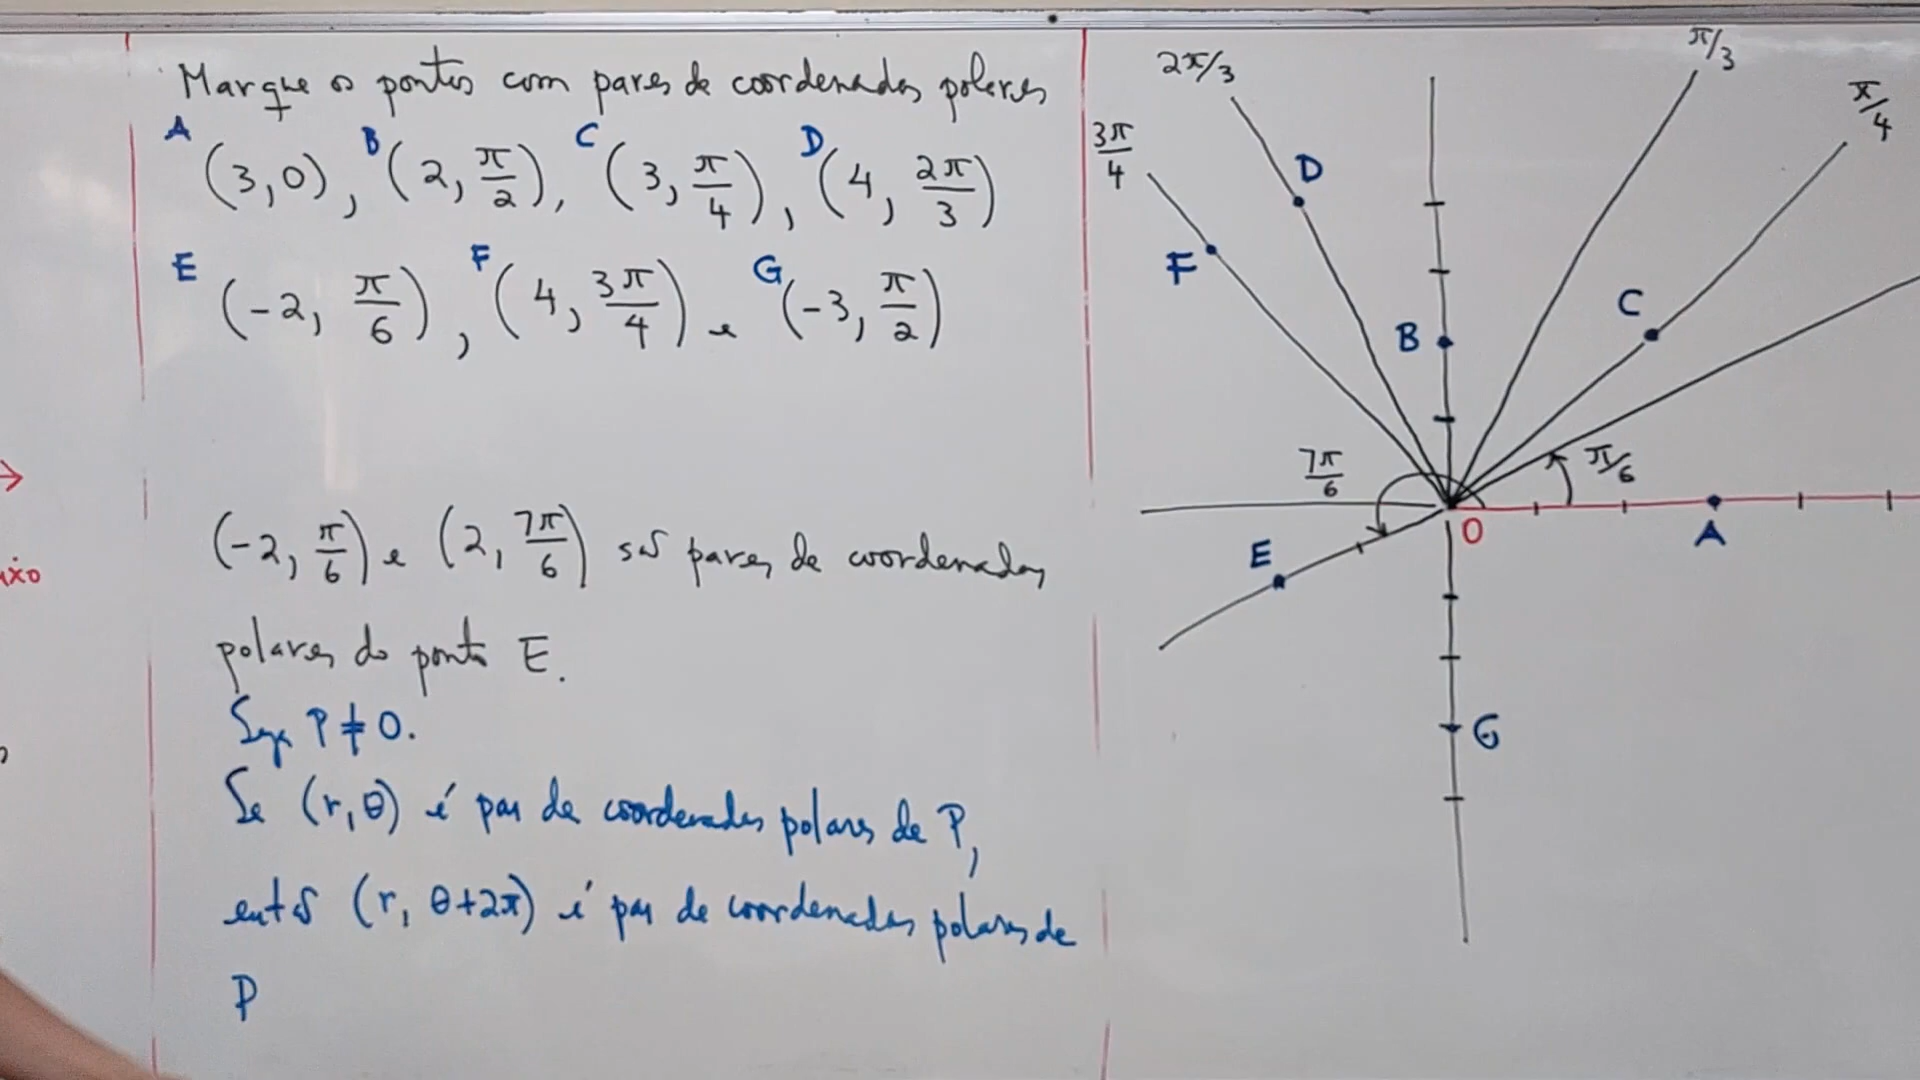 Marque os pontos com pares de coordenadas polares
A (3,0), B (2, π/2), C (3, π/4), D (4, 2π/3)
E (-2, π/6), F (4, 3π/4) e G (-3, π/2)
(-2, π/6) e (2, 7π/6) são pares de coordenadas
polares do ponto E.
Seja P ≠ O.
Se (r, θ) é par de coordenadas polares de P,
então (r, θ+2π) é par de coordenadas polares de
P
2π/3
π/3
π/4
3π/4
D
F
C
B
7π/6
π/6
O
A
E
G